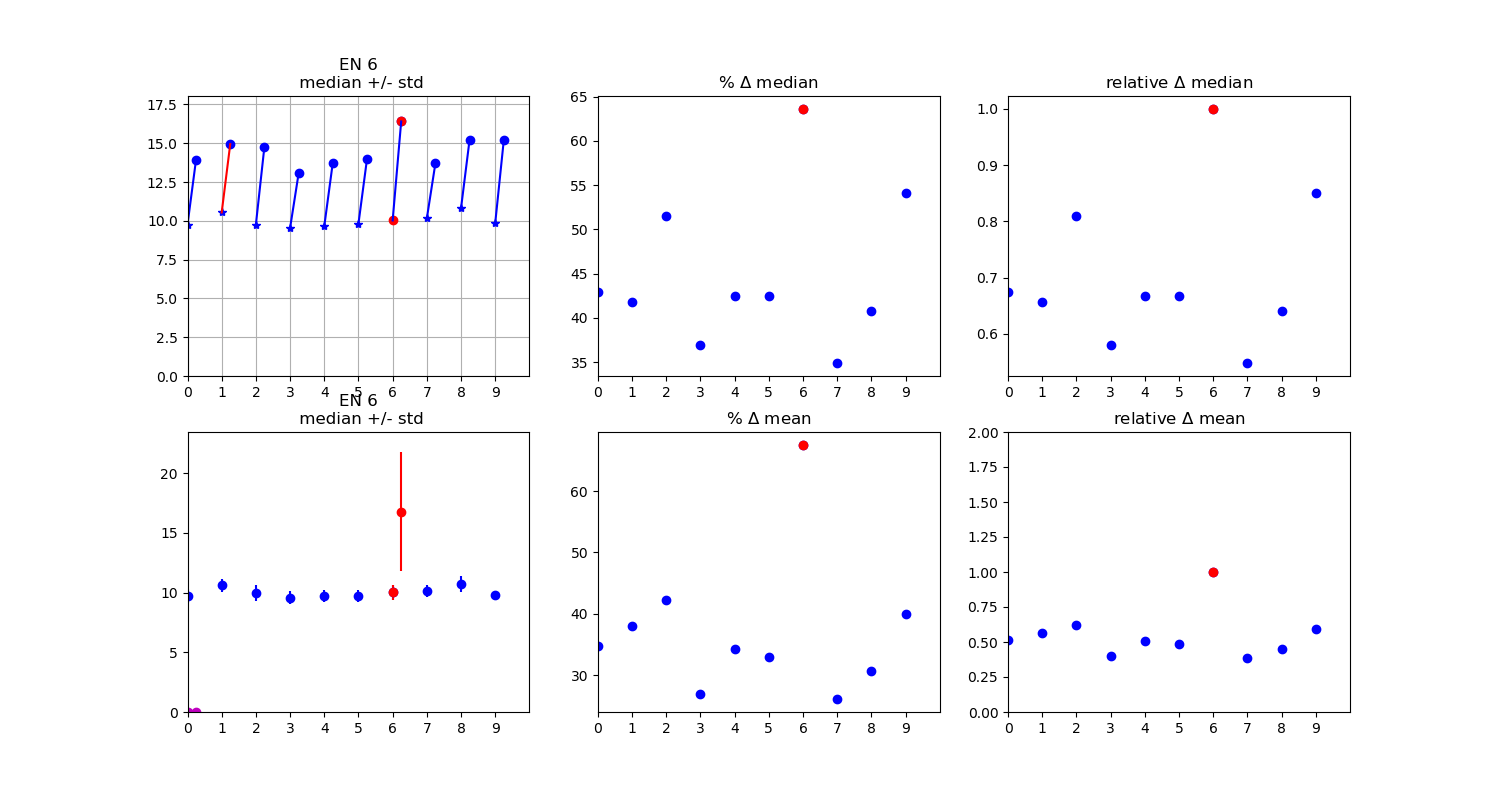 EN 6
median +/- std
% Δ median
relative Δ median
17.5
15.0
12.5
10.0
7.5
5.0
2.5
0.0
0 1 2 3 4 5 6 7 8 9
65
60
55
50
45
40
35
0 1 2 3 4 5 6 7 8 9
1.0
0.9
0.8
0.7
0.6
0 1 2 3 4 5 6 7 8 9
EN 6
median +/- std
% Δ mean
relative Δ mean
20
15
10
5
0
0 1 2 3 4 5 6 7 8 9
60
50
40
30
0 1 2 3 4 5 6 7 8 9
2.00
1.75
1.50
1.25
1.00
0.75
0.50
0.25
0.00
0 1 2 3 4 5 6 7 8 9